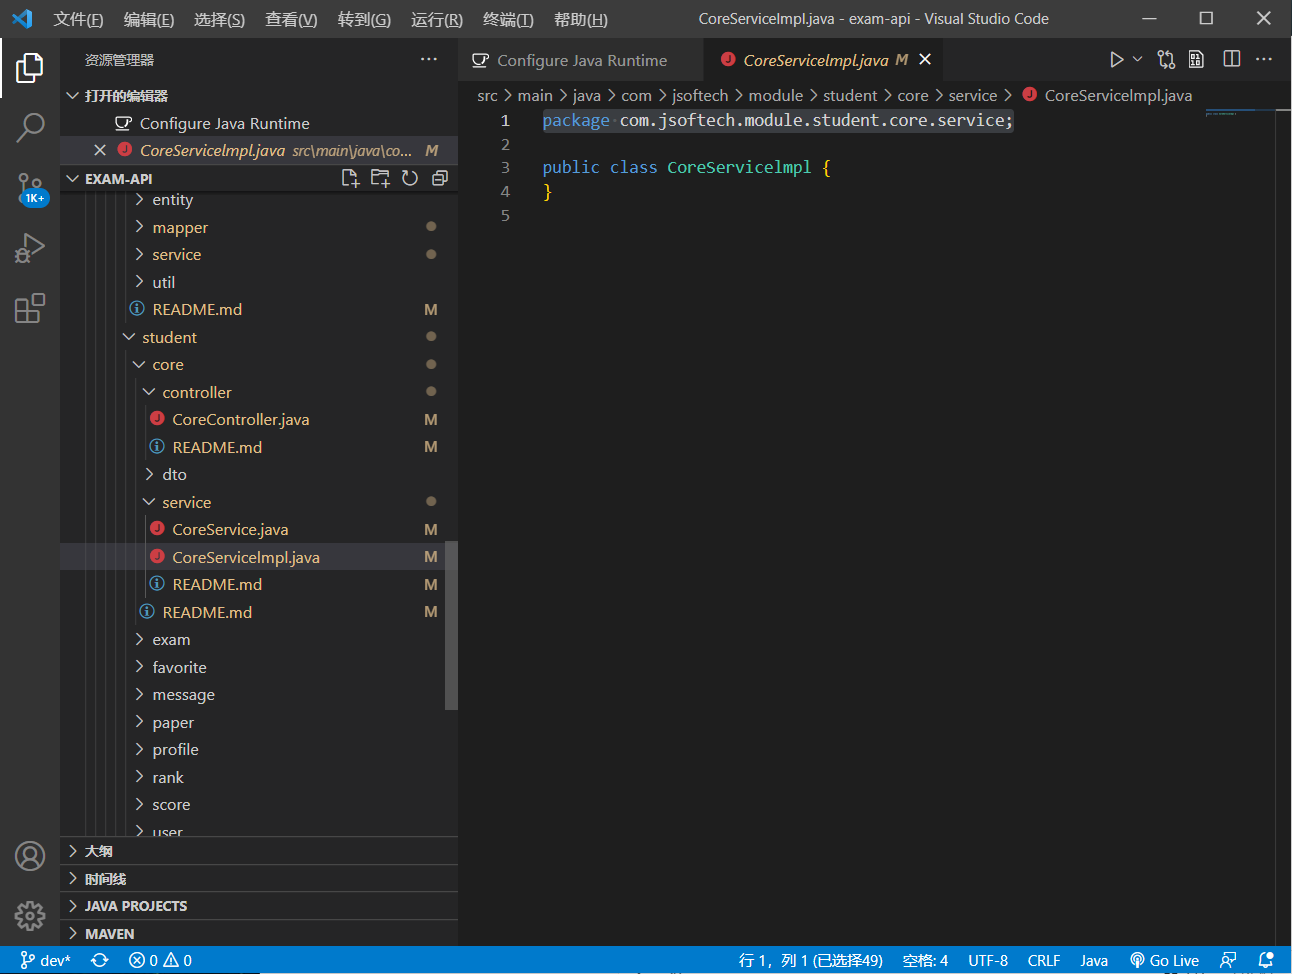 文件(F) 编辑(E) 选择(S) 查看(V) 转到(G) 运行(R) 终端(T) 帮助(H) CoreServiceImpl.java - exam-api - Visual Studio Code
资源管理器
打开的编辑器
Configure Java Runtime
CoreServiceImpl.java src\main\java\co... M
EXAM-API
entity
mapper
service
util
README.md M
student
core
controller
CoreController.java M
README.md M
dto
service
CoreService.java M
CoreServiceImpl.java M
README.md M
README.md M
exam
favorite
message
paper
profile
rank
score
user
大纲
时间线
JAVA PROJECTS
MAVEN
1K+
Configure Java Runtime
CoreServiceImpl.java M
src > main > java > com > jsoftech > module > student > core > service > CoreServiceImpl.java
1 package com.jsoftech.module.student.core.service;
2
3 public class CoreServiceImpl {
4 }
5
dev* 0 0 行 1，列 1 (已选择49) 空格: 4 UTF-8 CRLF Java Go Live